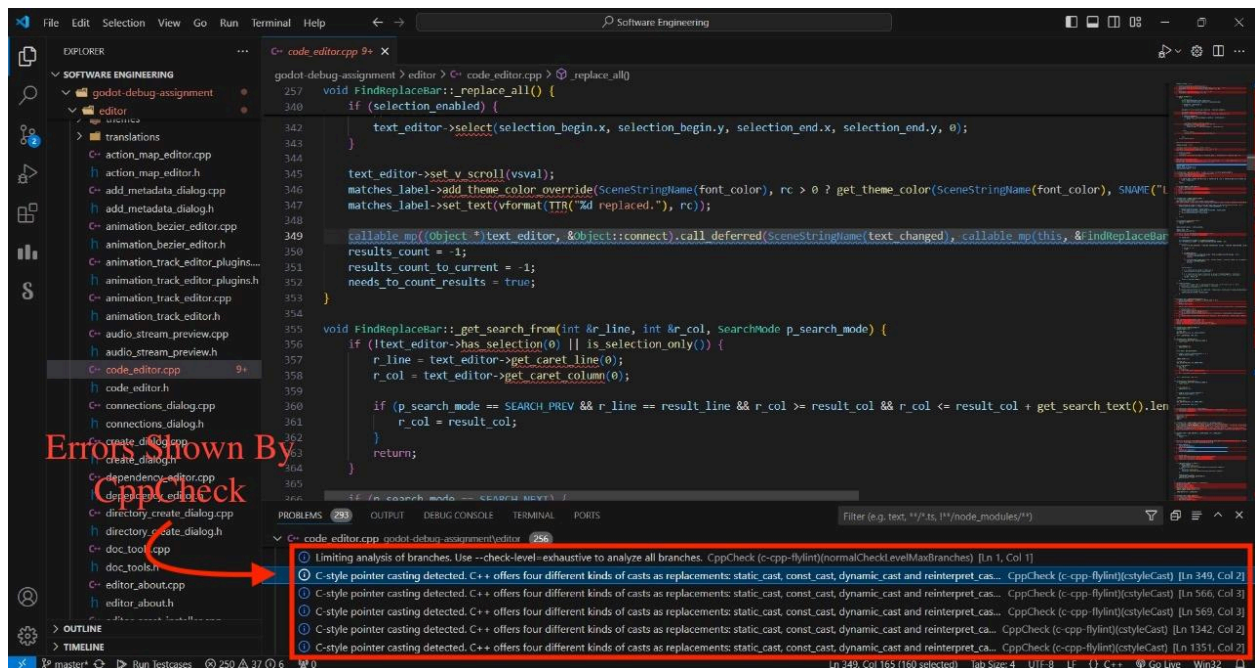 File Edit Selection View Go Run Terminal Help
Software Engineering
EXPLORER
SOFTWARE ENGINEERING
godot-debug-assignment
editor
themes
translations
action_map_editor.cpp
action_map_editor.h
add_metadata_dialog.cpp
add_metadata_dialog.h
animation_bezier_editor.cpp
animation_bezier_editor.h
animation_track_editor_plugins....
animation_track_editor_plugins.h
animation_track_editor.cpp
animation_track_editor.h
audio_stream_preview.cpp
audio_stream_preview.h
code_editor.cpp 9+
code_editor.h
connections_dialog.cpp
connections_dialog.h
create_dialog.cpp
create_dialog.h
dependency_editor.cpp
dependency_editor.h
directory_create_dialog.cpp
directory_create_dialog.h
doc_tools.cpp
doc_tools.h
editor_about.cpp
editor_about.h
OUTLINE
TIMELINE
Errors Shown By
CppCheck
code_editor.cpp 9+
godot-debug-assignment > editor > code_editor.cpp > _replace_all()
257 void FindReplaceBar::_replace_all() {
340 if (selection_enabled) {
342 text_editor->select(selection_begin.x, selection_begin.y, selection_end.x, selection_end.y, 0);
343 }
344
345 text_editor->set_v_scroll(vsval);
346 matches_label->add_theme_color_override(SceneStringName(font_color), rc > 0 ? get_theme_color(SceneStringName(font_color), SNAME("L
347 matches_label->set_text(vformat(TTR("%d replaced."), rc));
348
349 callable_mp((Object *)text_editor, &Object::connect).call_deferred(SceneStringName(text_changed), callable_mp(this, &FindReplaceBar
350 results_count = -1;
351 results_count_to_current = -1;
352 needs_to_count_results = true;
353 }
354
355 void FindReplaceBar::_get_search_from(int &r_line, int &r_col, SearchMode p_search_mode) {
356 if (!text_editor->has_selection(0) || is_selection_only()) {
357 r_line = text_editor->get_caret_line(0);
358 r_col = text_editor->get_caret_column(0);
359
360 if (p_search_mode == SEARCH_PREV && r_line == result_line && r_col >= result_col && r_col <= result_col + get_search_text().len
361 r_col = result_col;
362 }
363 return;
364 }
365
366 if (p_search_mode == SEARCH_NEXT) {
PROBLEMS 293 OUTPUT DEBUG CONSOLE TERMINAL PORTS
Filter (e.g. text, **/*.ts, !**/node_modules/**)
code_editor.cpp godot-debug-assignment\editor 256
Limiting analysis of branches. Use --check-level=exhaustive to analyze all branches. CppCheck (c-cpp-flylint)(normalCheckLevelMaxBranches) [Ln 1, Col 1]
C-style pointer casting detected. C++ offers four different kinds of casts as replacements: static_cast, const_cast, dynamic_cast and reinterpret_cas... CppCheck (c-cpp-flylint)(cstyleCast) [Ln 349, Col 2]
C-style pointer casting detected. C++ offers four different kinds of casts as replacements: static_cast, const_cast, dynamic_cast and reinterpret_cas... CppCheck (c-cpp-flylint)(cstyleCast) [Ln 566, Col 3]
C-style pointer casting detected. C++ offers four different kinds of casts as replacements: static_cast, const_cast, dynamic_cast and reinterpret_cas... CppCheck (c-cpp-flylint)(cstyleCast) [Ln 569, Col 3]
C-style pointer casting detected. C++ offers four different kinds of casts as replacements: static_cast, const_cast, dynamic_cast and reinterpret_ca... CppCheck (c-cpp-flylint)(cstyleCast) [Ln 1342, Col 2]
C-style pointer casting detected. C++ offers four different kinds of casts as replacements: static_cast, const_cast, dynamic_cast and reinterpret_ca... CppCheck (c-cpp-flylint)(cstyleCast) [Ln 1351, Col 2]
master* Run Testcases 250 37 6 0 Ln 349, Col 165 (160 selected) Tab Size: 4 UTF-8 LF {} C++ Go Live Win32